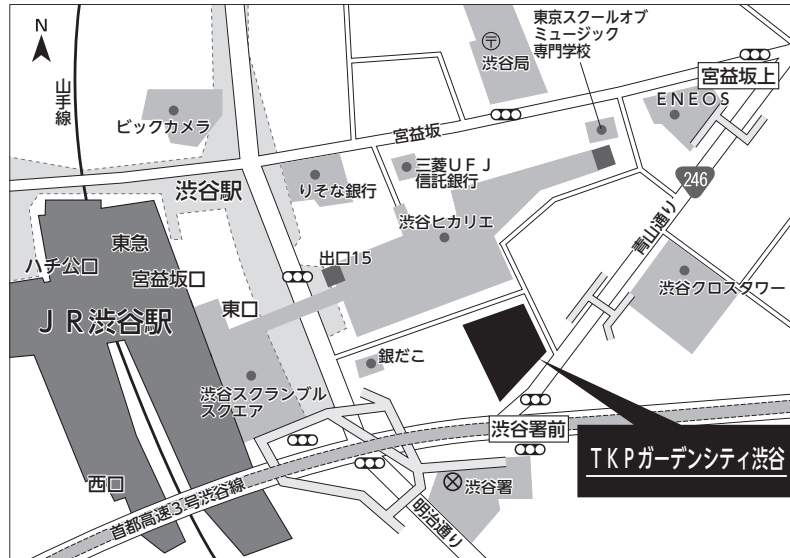 N
山手線
ビックカメラ
〒
渋谷局
東京スクールオブ
ミュージック
専門学校
宮益坂上
ENEOS
宮益坂
渋谷駅
りそな銀行
三菱UFJ
信託銀行
246
青山通り
渋谷ヒカリエ
東急
ハチ公口
宮益坂口
出口15
東口
渋谷クロスタワー
JR渋谷駅
銀だこ
渋谷スクランブル
スクエア
渋谷署前
TKPガーデンシティ渋谷
西口
首都高速3号渋谷線
渋谷署
明治通り